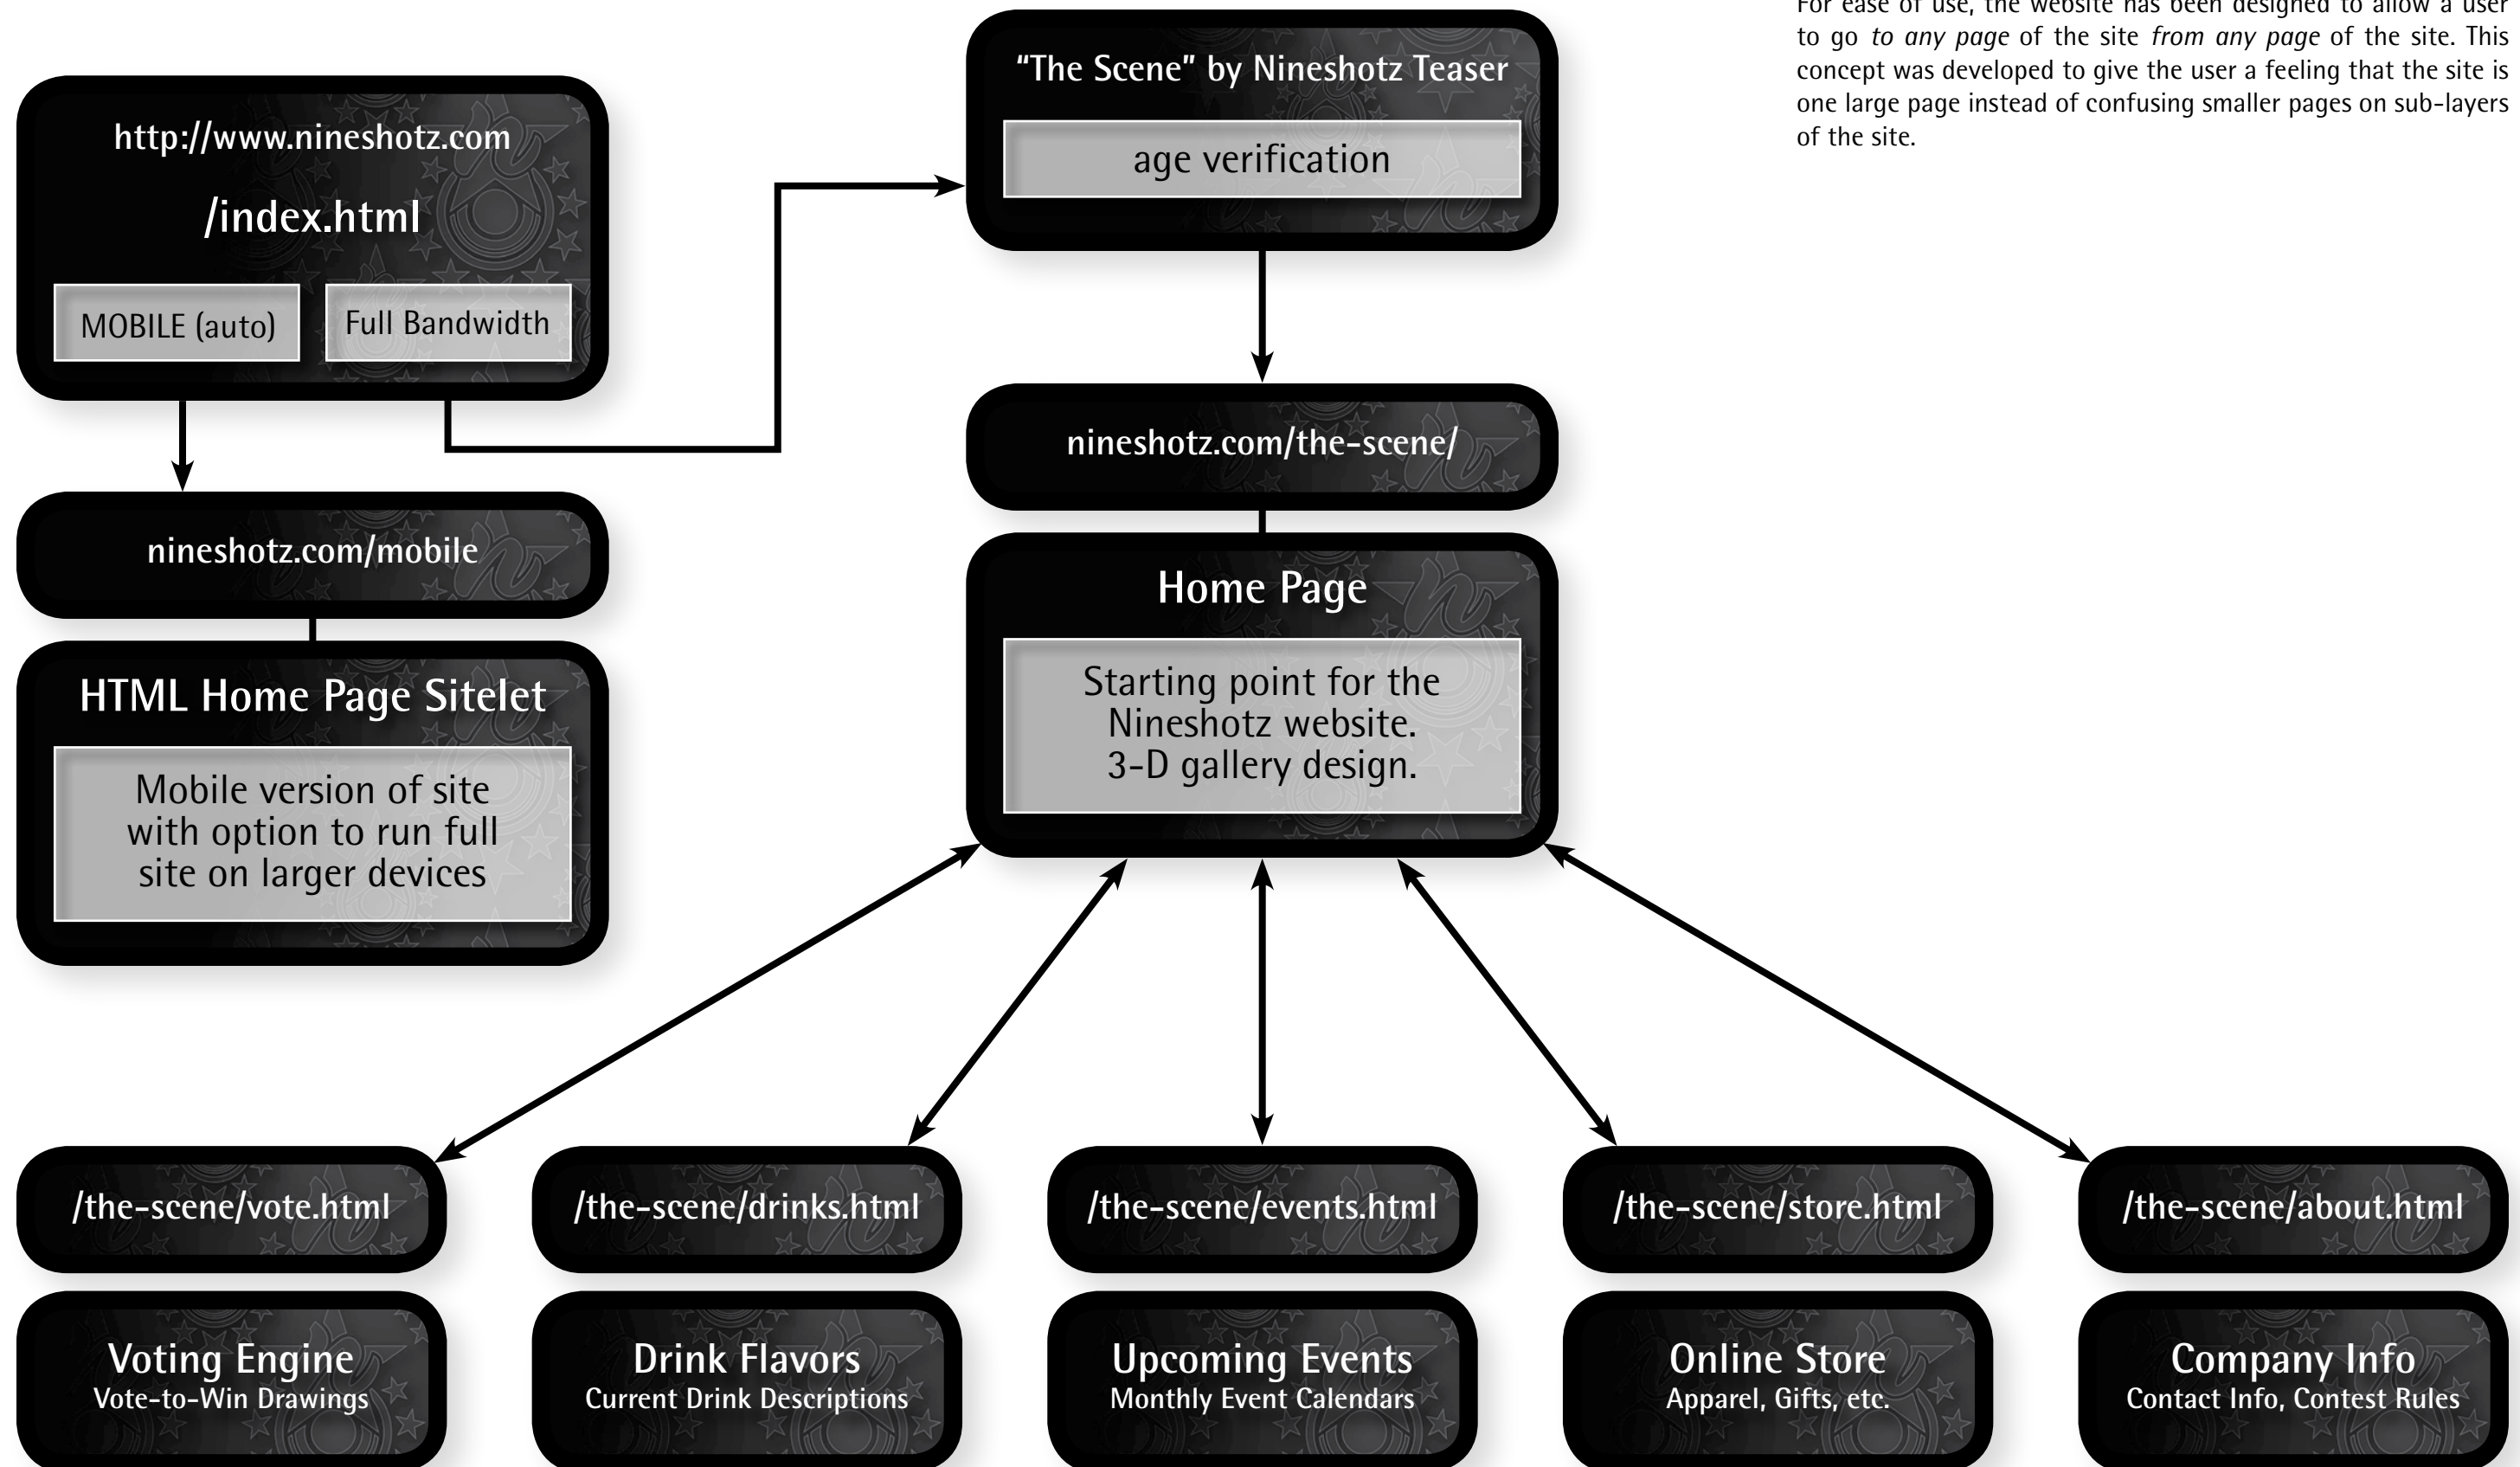 http://www.nineshotz.com
/index.html
MOBILE (auto)
Full Bandwidth
nineshotz.com/mobile
HTML Home Page Sitelet
Mobile version of site
with option to run full
site on larger devices
“The Scene” by Nineshotz Teaser
age verification
nineshotz.com/the-scene/
Home Page
Starting point for the
Nineshotz website.
3-D gallery design.
For ease of use, the website has been designed to allow a user
to go to any page of the site from any page of the site. This
concept was developed to give the user a feeling that the site is
one large page instead of confusing smaller pages on sub-layers
of the site.
/the-scene/vote.html
Voting Engine
Vote-to-Win Drawings
/the-scene/drinks.html
Drink Flavors
Current Drink Descriptions
/the-scene/events.html
Upcoming Events
Monthly Event Calendars
/the-scene/store.html
Online Store
Apparel, Gifts, etc.
/the-scene/about.html
Company Info
Contact Info, Contest Rules